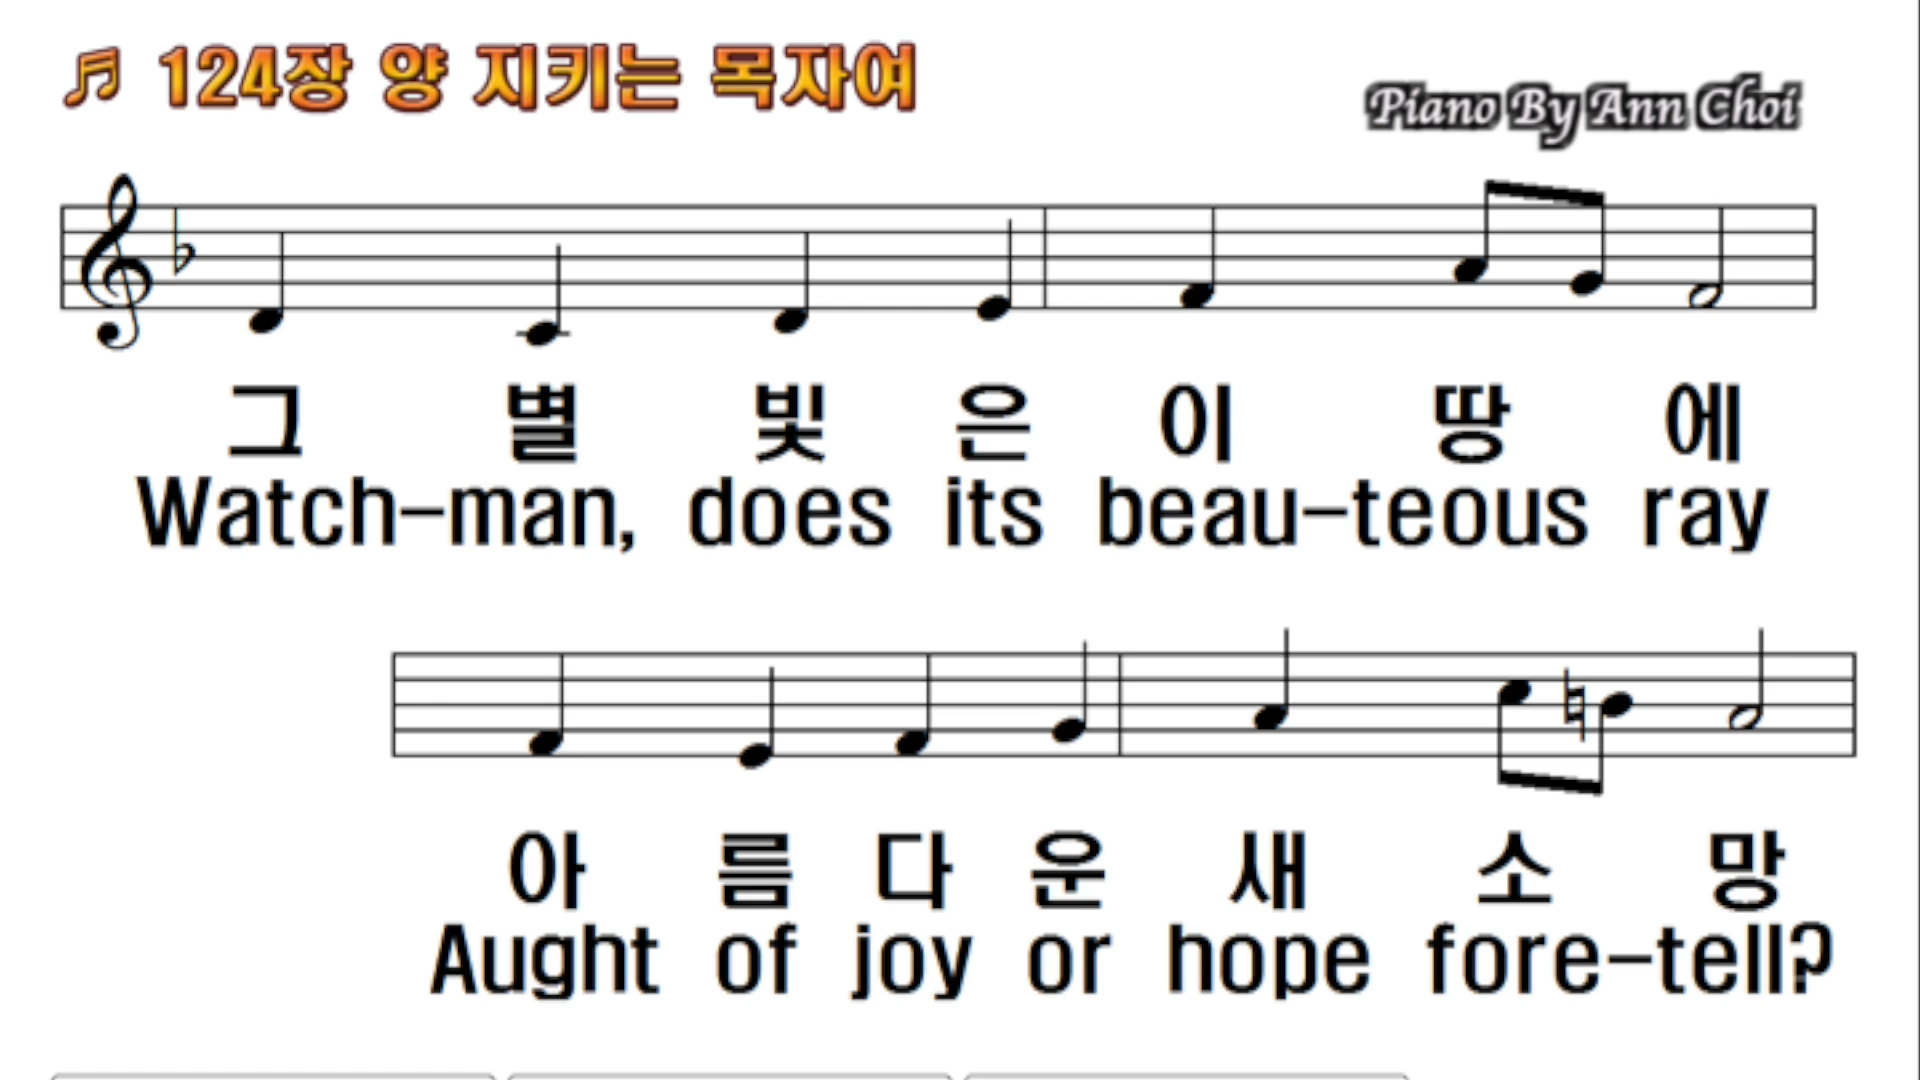 124장 양 지키는 목자여
Piano By Ann Choi
그 별 빛 은 이 땅 에
Watch-man, does its beau-teous ray
아 름 다 운 새 소 망
Aught of joy or hope fore-tell?